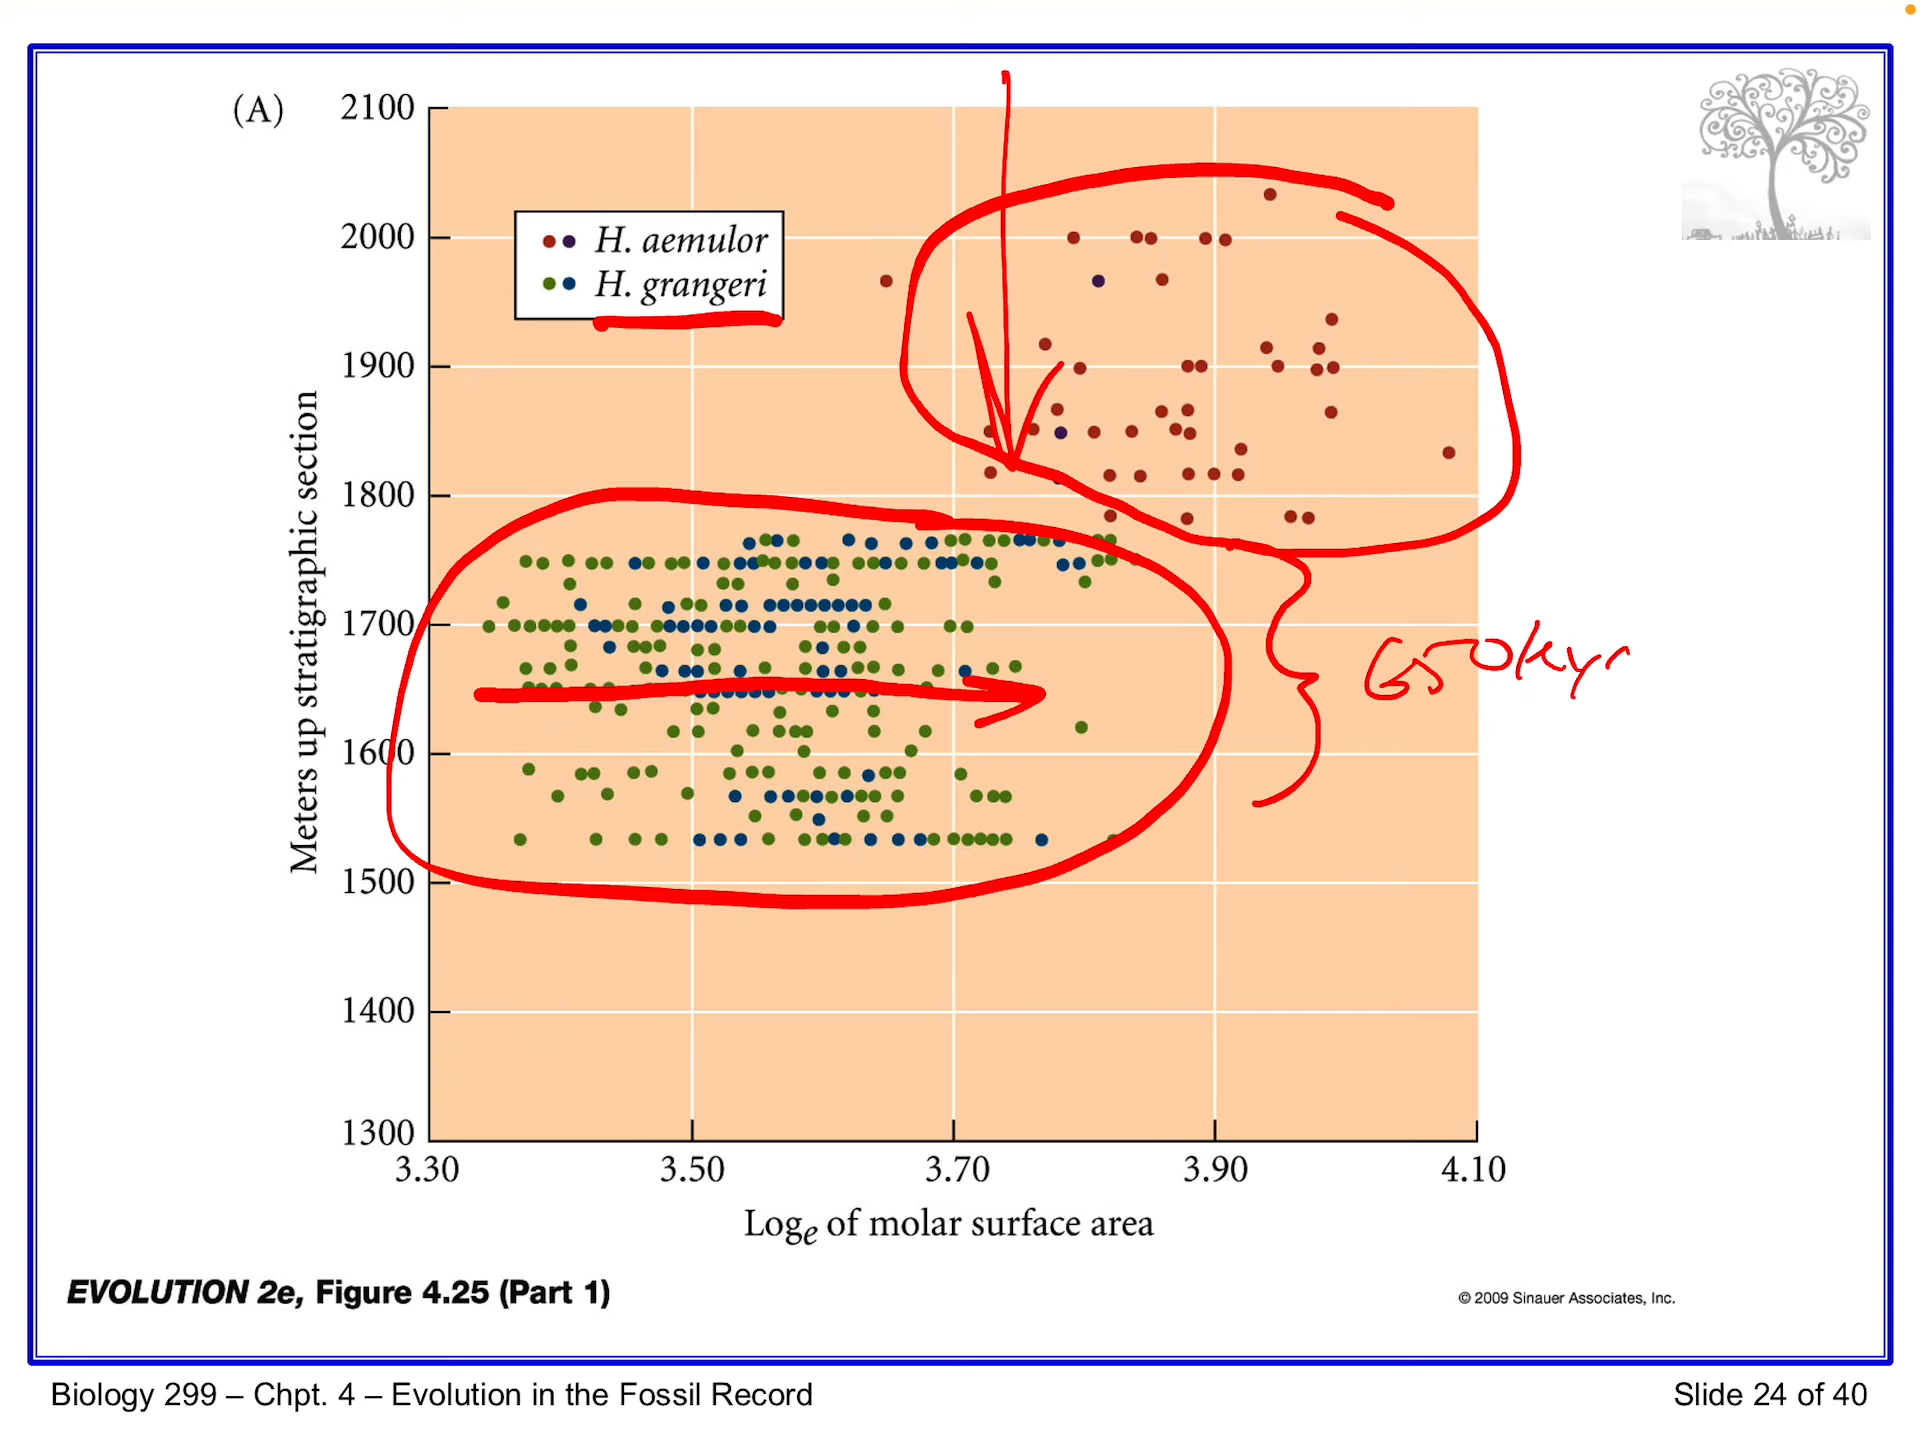 (A)
2100
2000
1900
1800
1700
1600
1500
1400
1300
Meters up stratigraphic section
H. aemulor
H. grangeri
650kyr
3.30 3.50 3.70 3.90 4.10
Logₑ of molar surface area
EVOLUTION 2e, Figure 4.25 (Part 1)
© 2009 Sinauer Associates, Inc.
Biology 299 – Chpt. 4 – Evolution in the Fossil Record
Slide 24 of 40